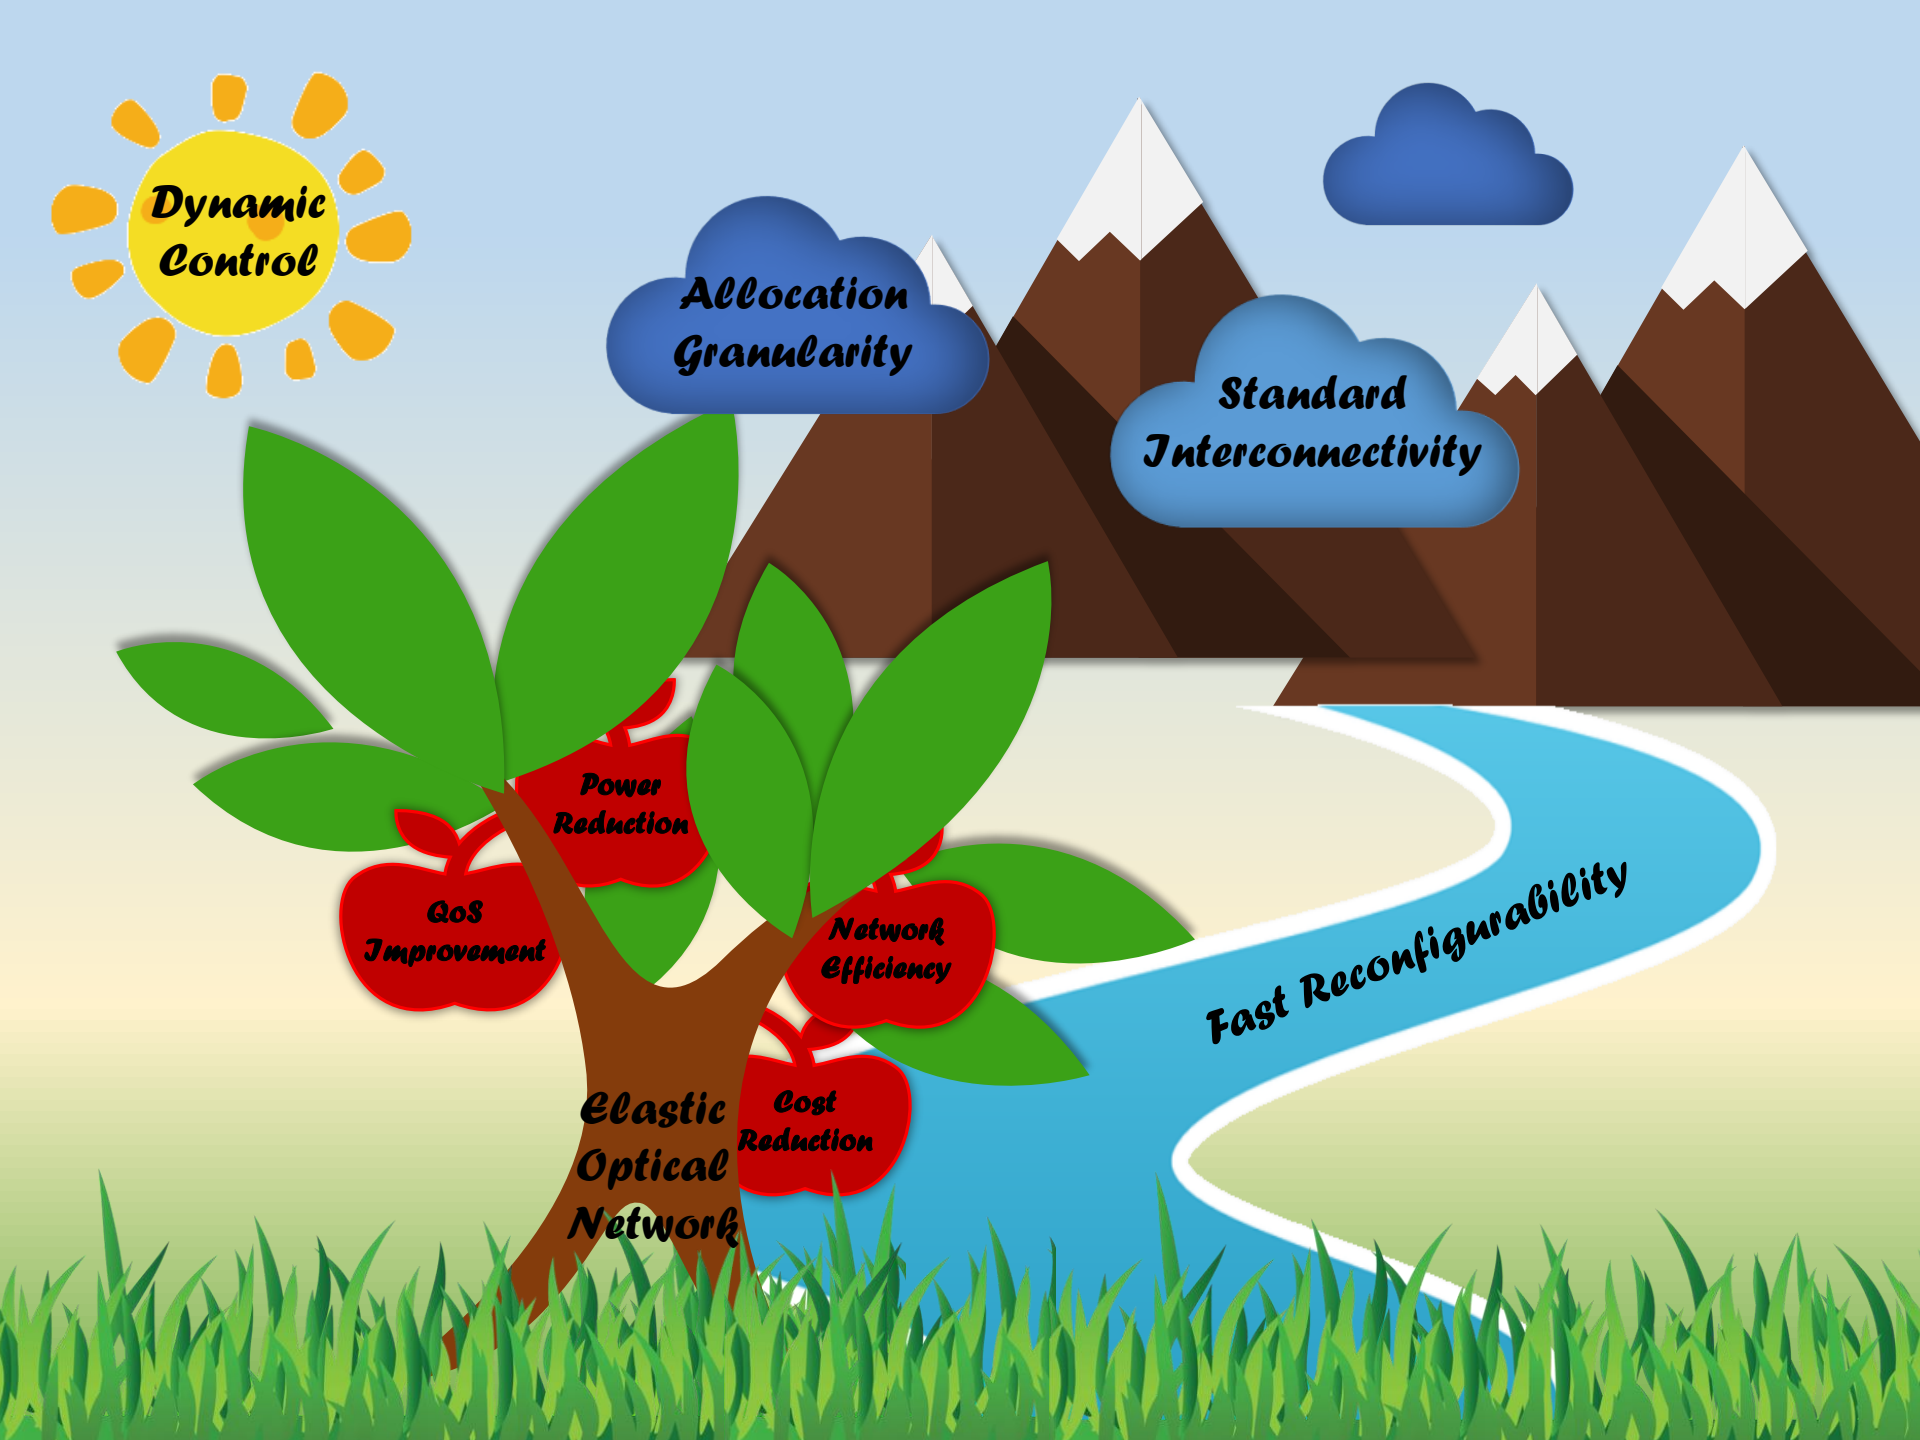 Dynamic
Control
Allocation
Granularity
Standard
Interconnectivity
Power
Reduction
QoS
Improvement
Network
Efficiency
Fast Reconfigurability
Cost
Reduction
Elastic
Optical
Network